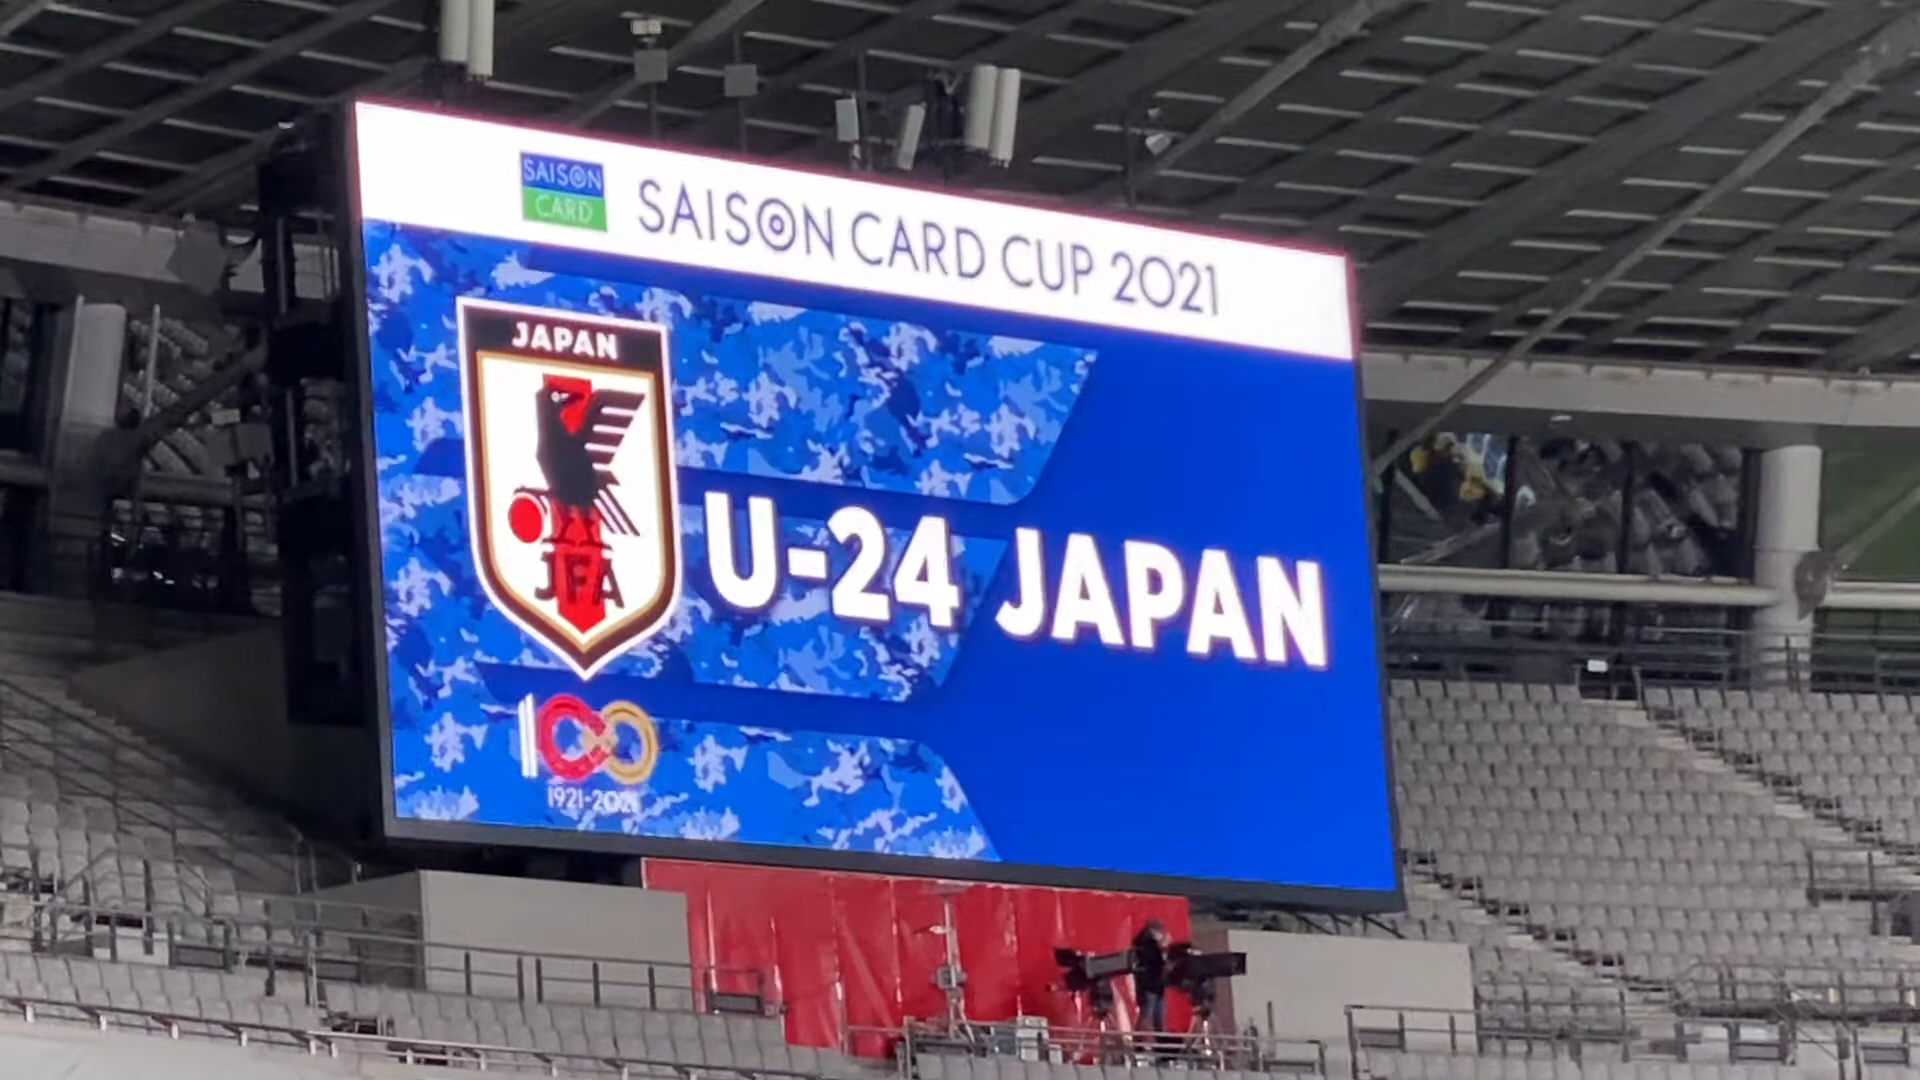 SAISON
CARD
SAISON CARD CUP 2021
JAPAN
JFA
U-24 JAPAN
100
1921-2021